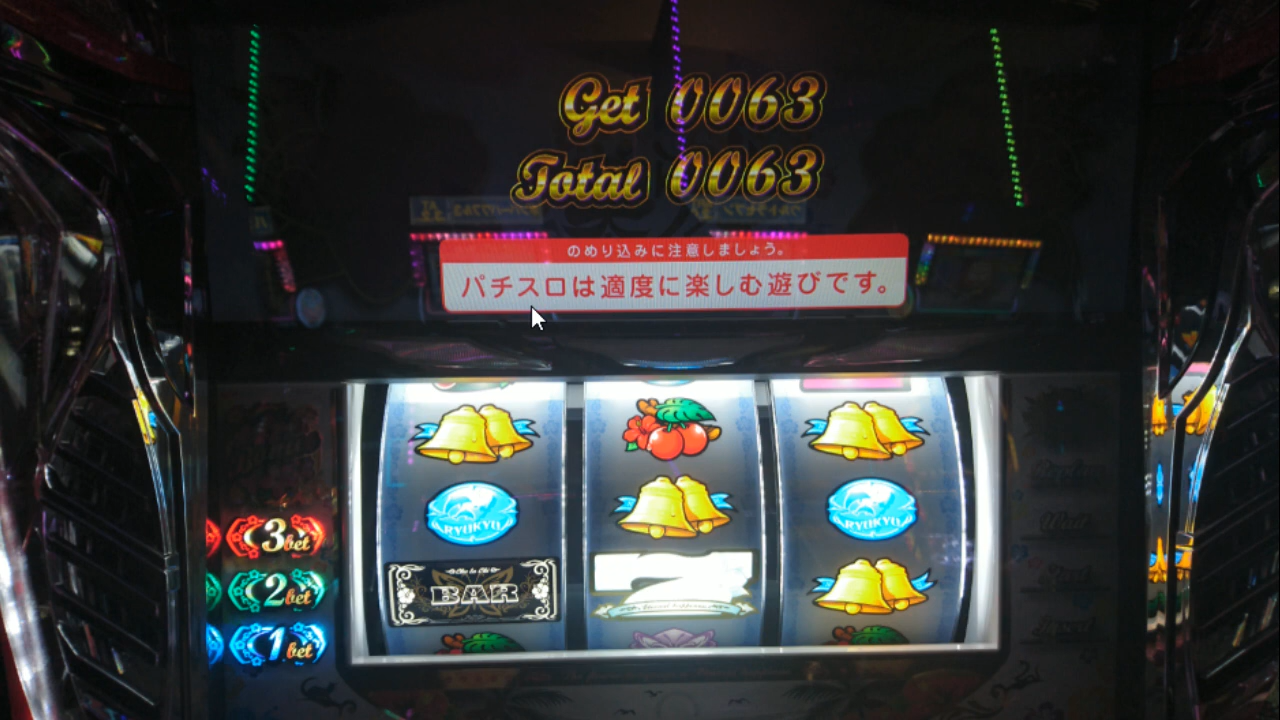 Get 0063
Total 0063
のめり込みに注意しましょう。
パチスロは適度に楽しむ遊びです。
RYUKYU
RYUKYU
3bet
BAR
7
2bet
1bet